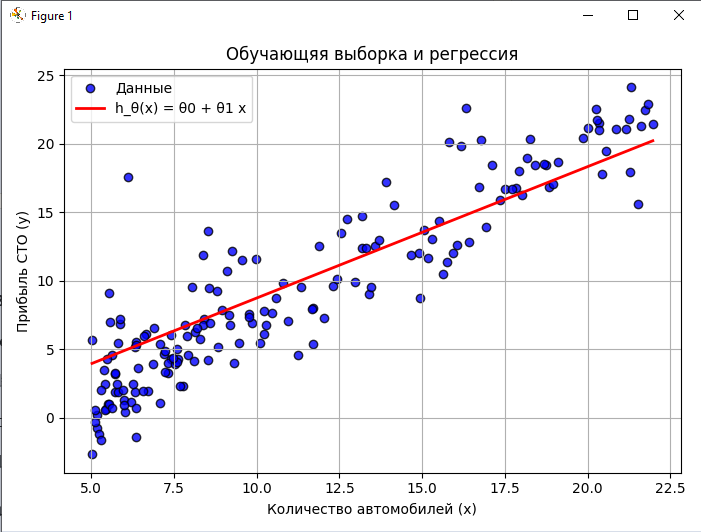 Figure 1
Обучающяя выборка и регрессия
Данные
h_θ(x) = θ0 + θ1 x
Прибыль СТО (y)
25
20
15
10
5
0
5.0 7.5 10.0 12.5 15.0 17.5 20.0 22.5
Количество автомобилей (x)